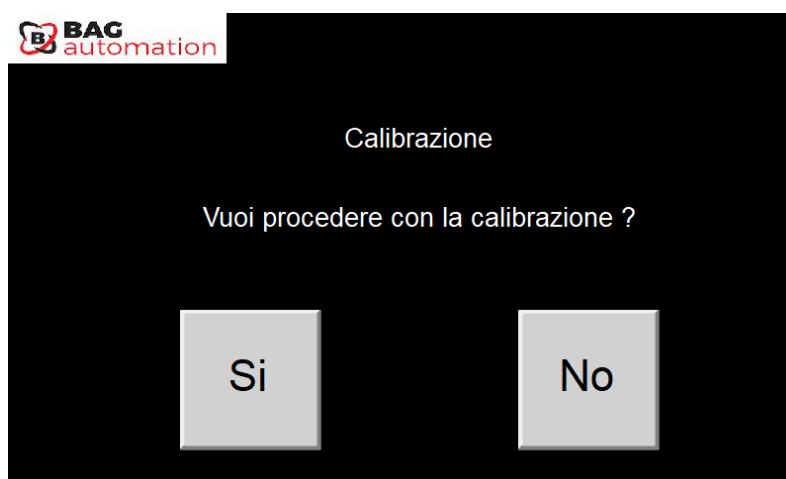 B BAG
automation
Calibrazione
Vuoi procedere con la calibrazione ?
Si No